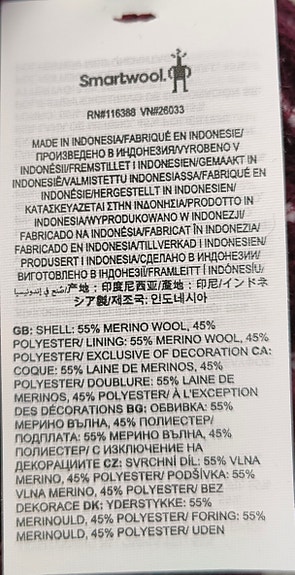 Smartwool.
RN#116388 VN#26033
MADE IN INDONESIA/FABRIQUÉ EN INDONESIE/
ПРОИЗВЕДЕНО В ИНДОНЕЗИЯ/VYROBENO V
INDONÉSII/FREMSTILLET I INDONESIEN/GEMAAKT IN
INDONESIË/VALMISTETTU INDONESIASSA/FABRIQUÉ EN
INDONÉSIE/HERGESTELLT IN INDONESIEN/
ΚΑΤΑΣΚΕΥΑΖΕΤΑΙ ΣΤΗΝ ΙΝΔΟΝΗΣΙΑ/PRODOTTO IN
INDONESIA/WYPRODUKOWANO W INDONEZJI/
FABRICADO NA INDONÉSIA/FABRICAT ÎN INDONEZIA/
FABRICADO EN INDONESIA/TILLVERKAD I INDONESIEN/
PRODUSERT I INDONESIA/СДЕЛАНО В ИНДОНЕЗИИ/
ВИГОТОВЛЕНО В ІНДОНЕЗІЇ/FRAMLEITT Í INDÓNESÍU/
صنع في إندونيسيا/产地：印度尼西亚/產地：印尼/インドネ
シア製/제조국: 인도네시아
GB: SHELL: 55% MERINO WOOL, 45%
POLYESTER/ LINING: 55% MERINO WOOL, 45%
POLYESTER/ EXCLUSIVE OF DECORATION CA:
COQUE: 55% LAINE DE MERINOS, 45%
POLYESTER/ DOUBLURE: 55% LAINE DE
MERINOS, 45% POLYESTER/ À L'EXCEPTION
DES DÉCORATIONS BG: ОБВИВКА: 55%
МЕРИНО ВЪЛНА, 45% ПОЛИЕСТЕР/
ПОДПЛАТА: 55% МЕРИНО ВЪЛНА, 45%
ПОЛИЕСТЕР/ С ИЗКЛЮЧЕНИЕ НА
ДЕКОРАЦИИТЕ CZ: SVRCHNÍ DÍL: 55% VLNA
MERINO, 45% POLYESTER/ PODŠÍVKA: 55%
VLNA MERINO, 45% POLYESTER/ BEZ
DEKORACE DK: YDERSTYKKE: 55%
MERINOULD, 45% POLYESTER/ FORING: 55%
MERINOULD, 45% POLYESTER/ UDEN